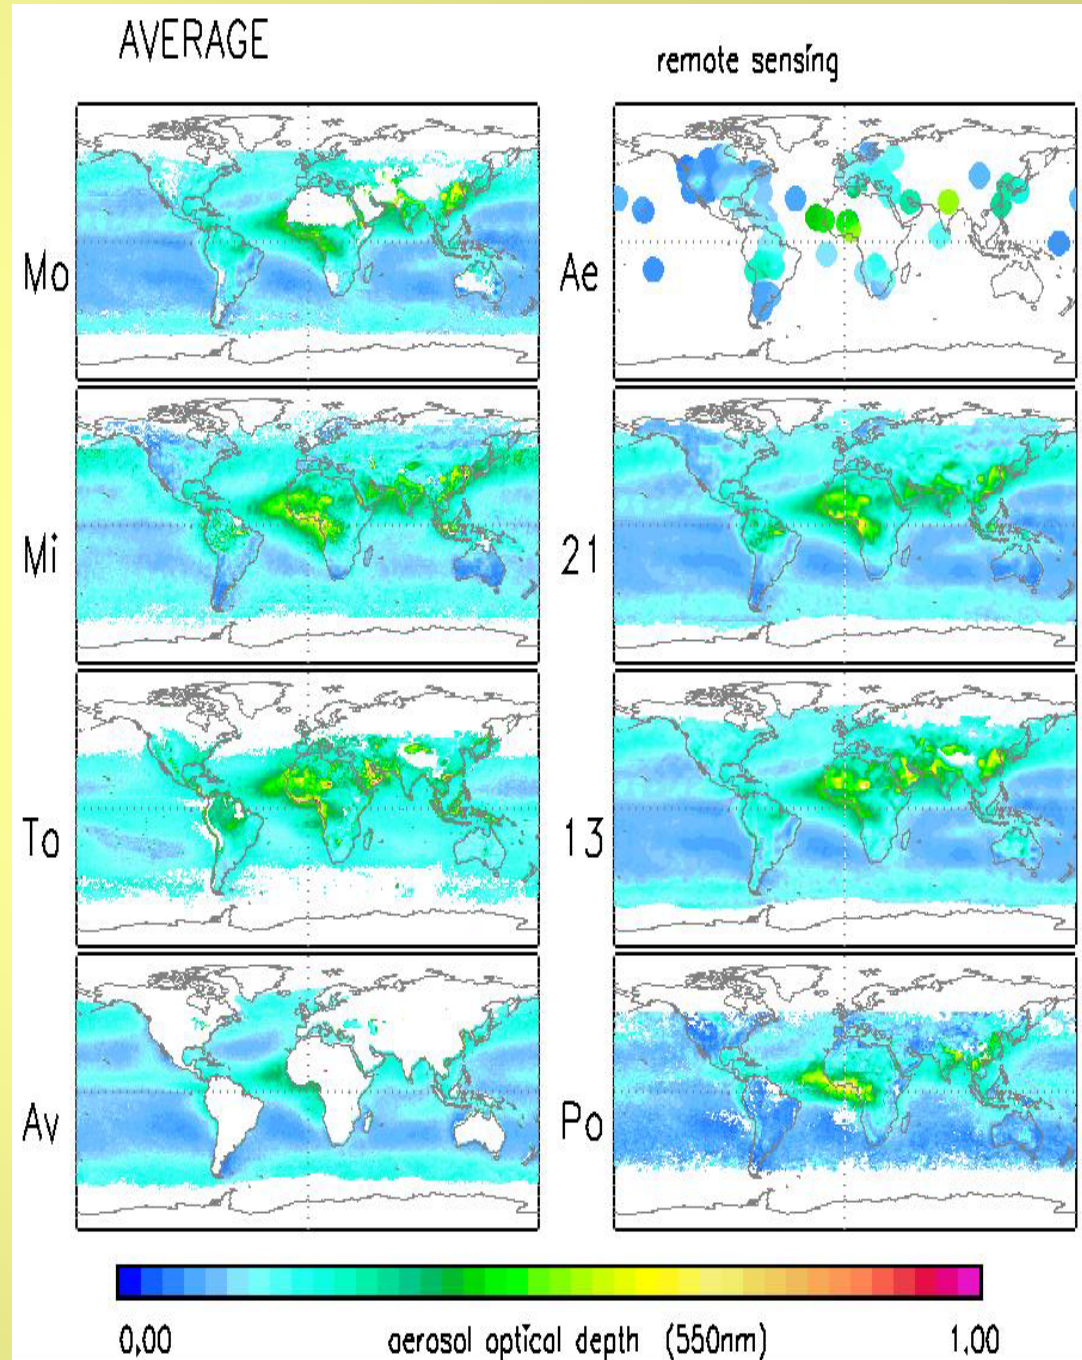 AVERAGE
remote sensing
Mo
Ae
Mi
21
To
13
Av
Po
0,00 aerosol optical depth (550nm) 1,00